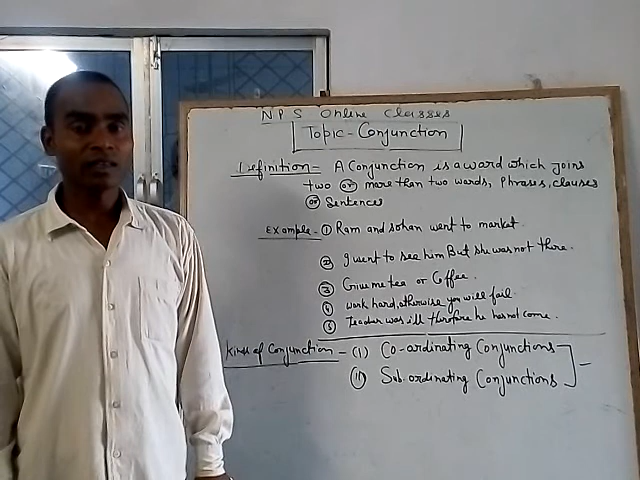 NPS Online Classes
Topic-Conjunction
Definition- A Conjunction is award which joins
two or more than two words, Phrases, clauses
or Sentences
Example- (1) Ram and sohan went to market.
(2) I went to see him But she was not there.
(3) Give me tea or Coffee.
(4) work hard, otherwise you will fail.
(5) Teacher was ill therefore he has not come.
Kinds of Conjunction - (I) Co-ordinating Conjunctions
(II) Sub-ordinating Conjunctions